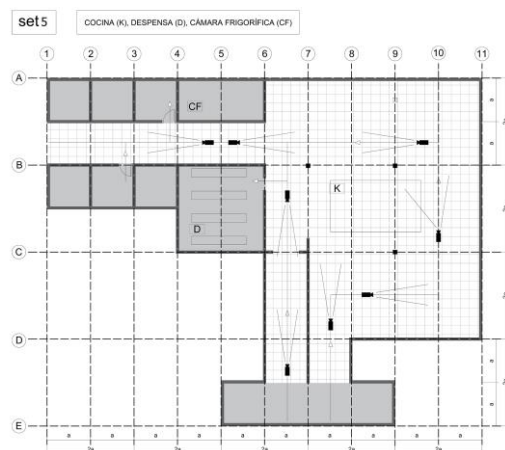 set 5
COCINA (K), DESPENSA (D), CÁMARA FRIGORÍFICA (CF)
1 2 3 4 5 6 7 8 9 10 11
A
CF
B
K
D
C
D
E